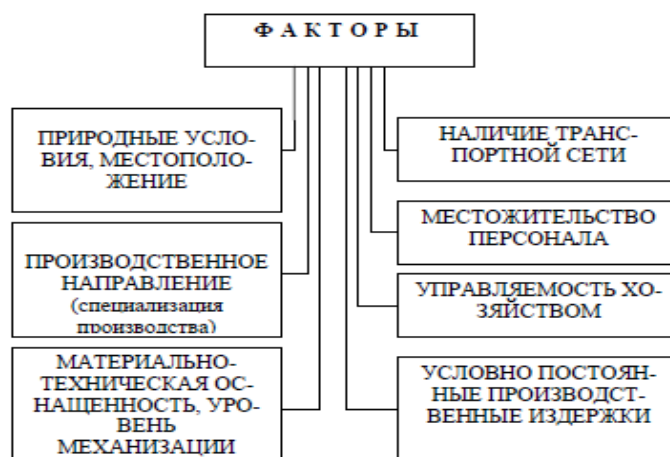 Ф А К Т О Р Ы
ПРИРОДНЫЕ УСЛО-
ВИЯ, МЕСТОПОЛО-
ЖЕНИЕ
ПРОИЗВОДСТВЕННОЕ
НАПРАВЛЕНИЕ
(специализация
производства)
МАТЕРИАЛЬНО-
ТЕХНИЧЕСКАЯ ОС-
НАЩЕННОСТЬ, УРО-
ВЕНЬ
МЕХАНИЗАЦИИ
НАЛИЧИЕ ТРАНС-
ПОРТНОЙ СЕТИ
МЕСТОЖИТЕЛЬСТВО
ПЕРСОНАЛА
УПРАВЛЯЕМОСТЬ ХО-
ЗЯЙСТВОМ
УСЛОВНО ПОСТОЯН-
НЫЕ ПРОИЗВОДСТ-
ВЕННЫЕ ИЗДЕРЖКИ